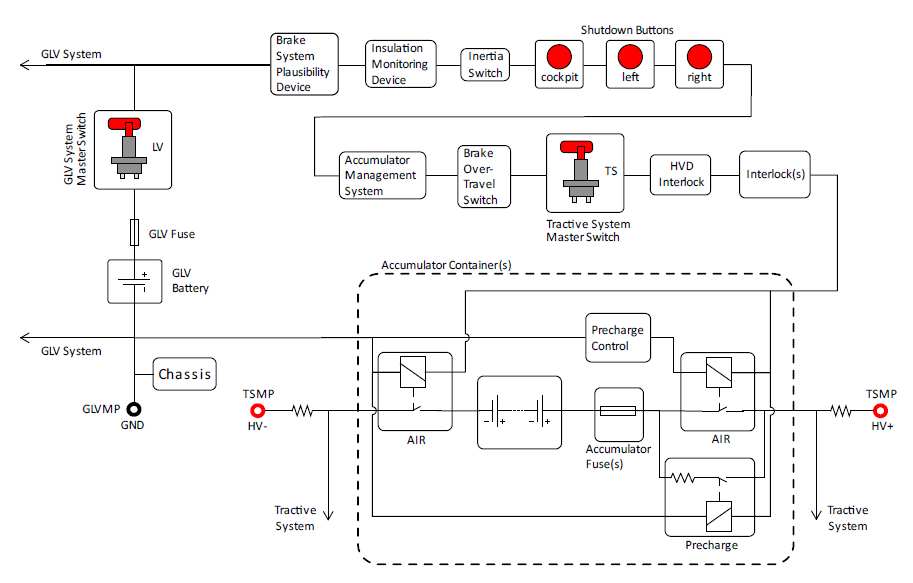 Shutdown Buttons
GLV System
Brake
System
Plausibility
Device
Insulation
Monitoring
Device
Inertia
Switch
cockpit
left
right
GLV System
Master Switch
LV
Accumulator
Management
System
Brake
Over-
Travel
Switch
TS
HVD
Interlock
Interlock(s)
Tractive System
Master Switch
GLV Fuse
GLV
Battery
Accumulator Container(s)
+
-
GLV System
Precharge
Control
Chassis
GLVMP
GND
TSMP
HV-
AIR
- +
- +
Accumulator
Fuse(s)
AIR
TSMP
HV+
Tractive
System
Precharge
Tractive
System